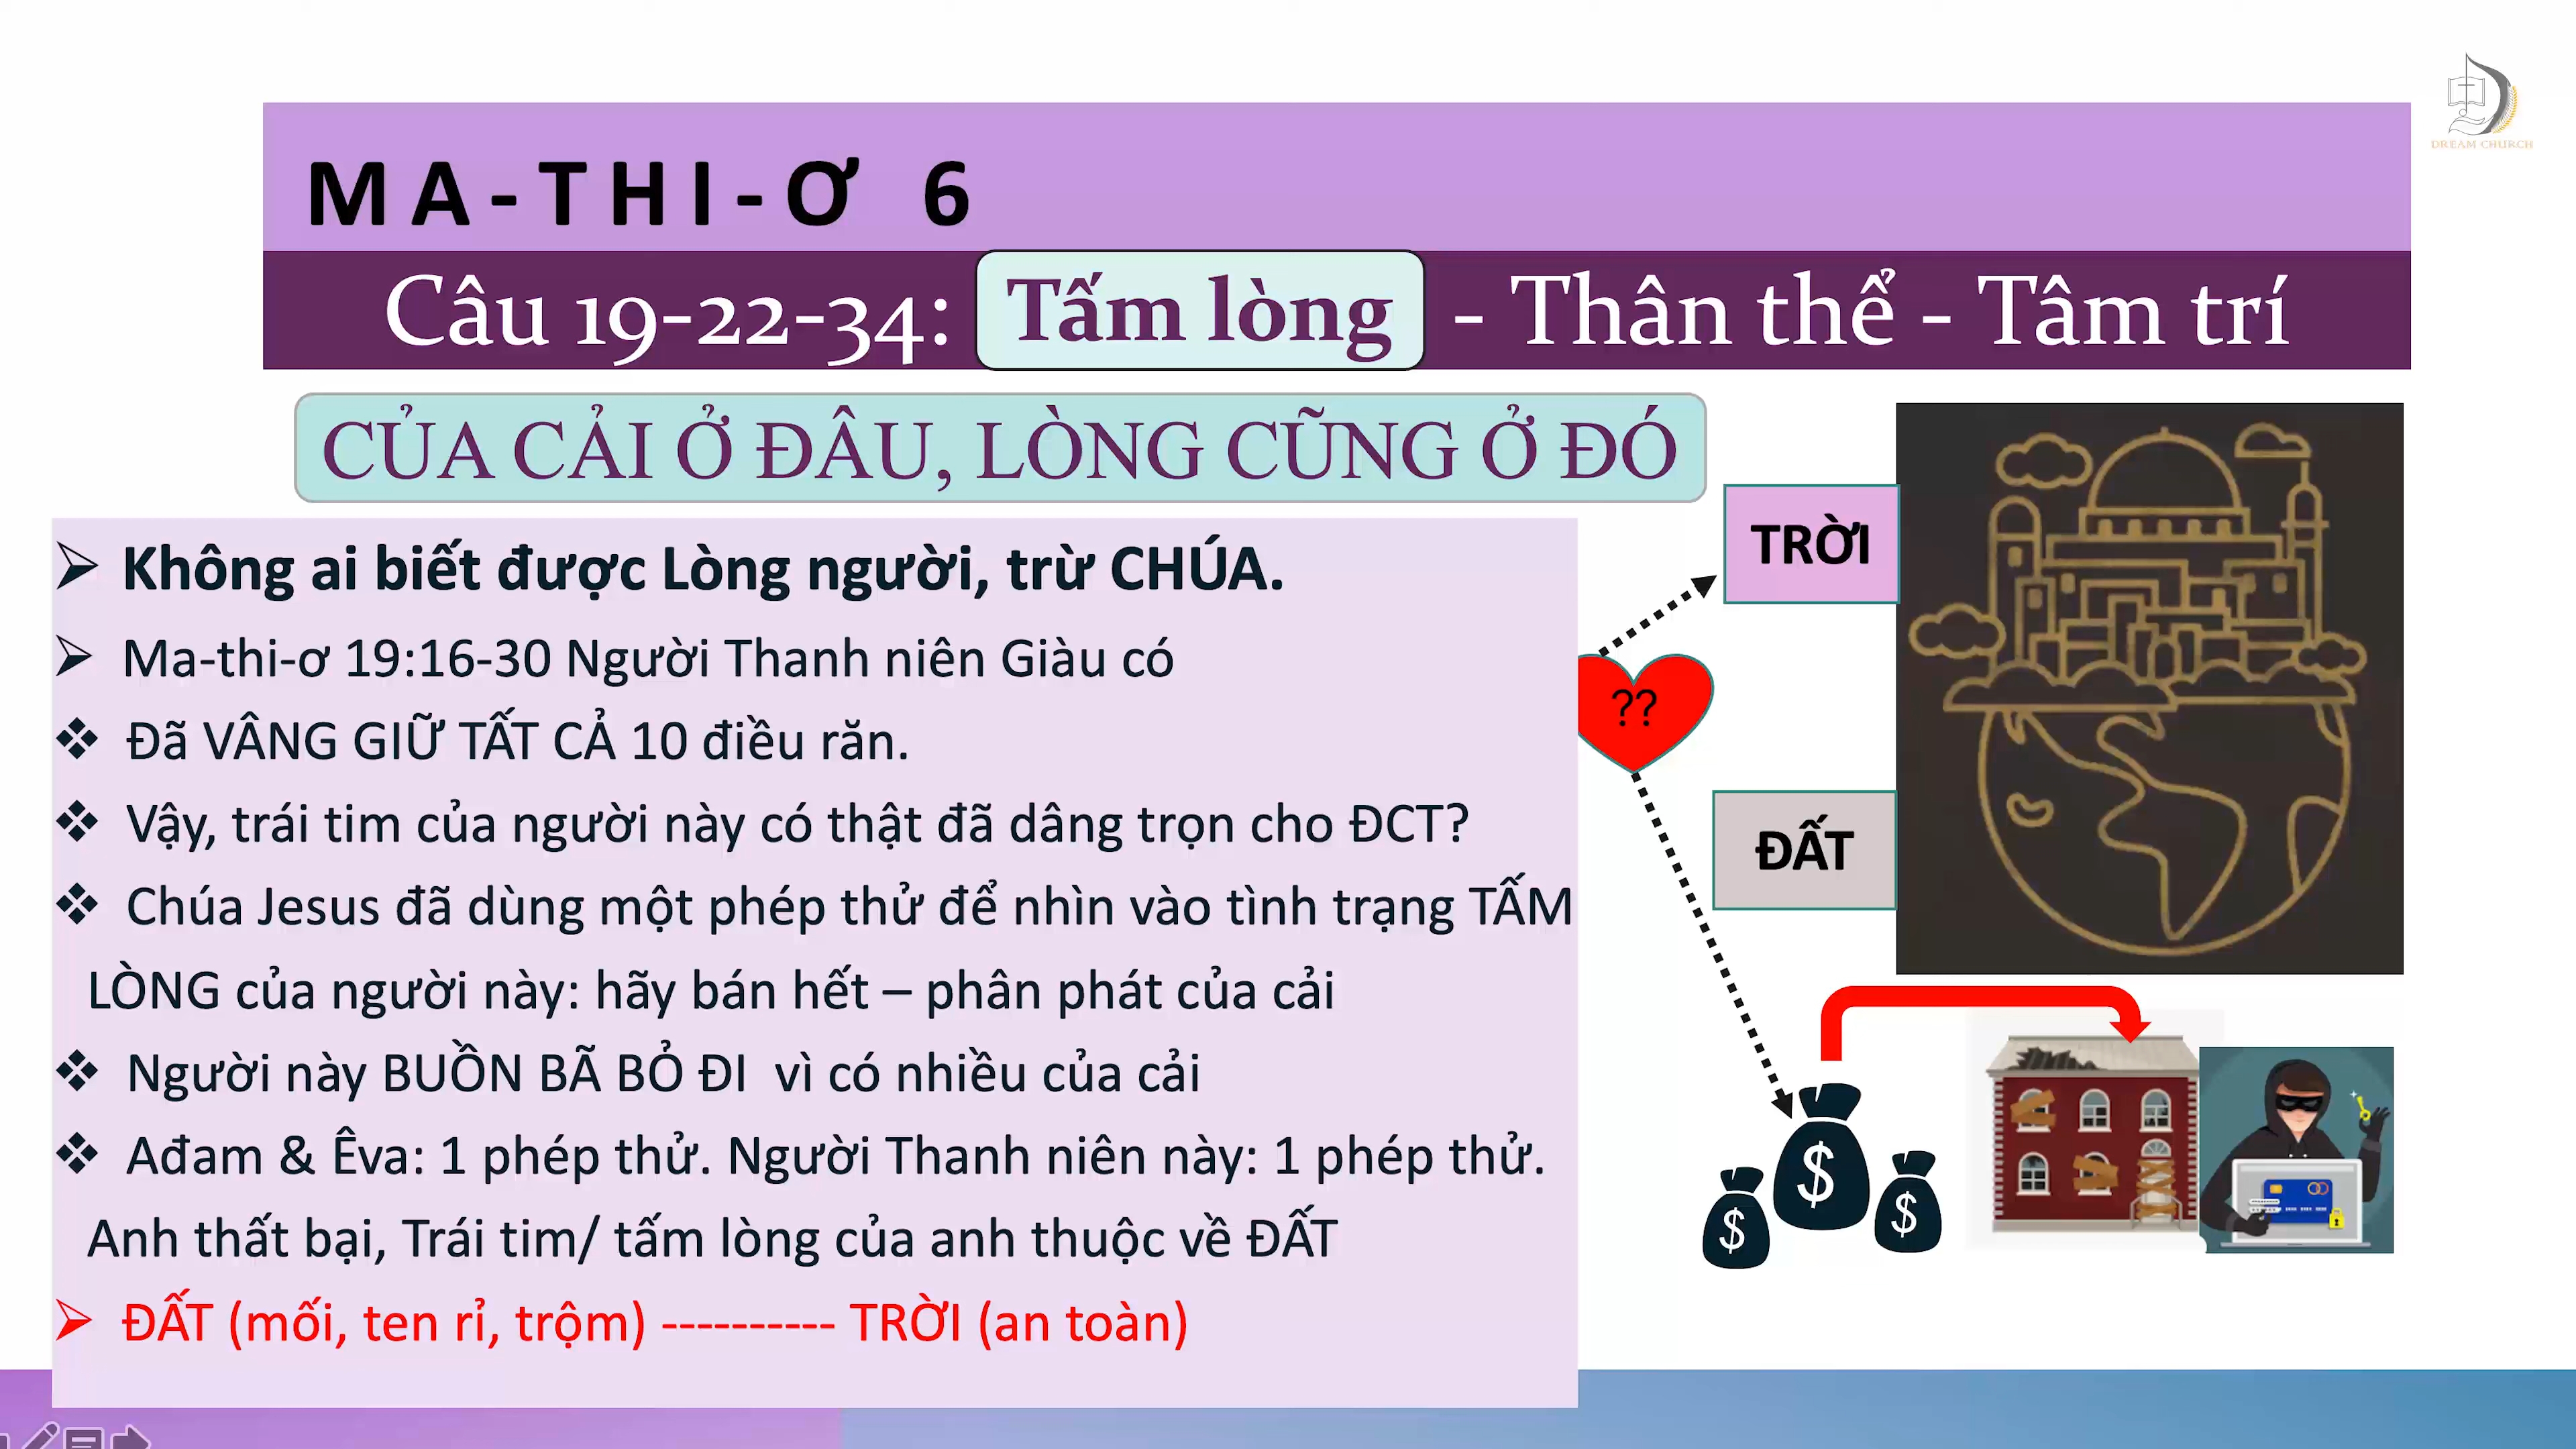 DREAM CHURCH
MA-THI-Ơ 6
Câu 19-22-34: Tấm lòng - Thân thể - Tâm trí
CỦA CẢI Ở ĐÂU, LÒNG CŨNG Ở ĐÓ
➢ Không ai biết được Lòng người, trừ CHÚA.
➢ Ma-thi-ơ 19:16-30 Người Thanh niên Giàu có
❖ Đã VÂNG GIỮ TẤT CẢ 10 điều răn.
❖ Vậy, trái tim của người này có thật đã dâng trọn cho ĐCT?
❖ Chúa Jesus đã dùng một phép thử để nhìn vào tình trạng TẤM
LÒNG của người này: hãy bán hết – phân phát của cải
❖ Người này BUỒN BÃ BỎ ĐI vì có nhiều của cải
❖ Ađam & Êva: 1 phép thử. Người Thanh niên này: 1 phép thử.
Anh thất bại, Trái tim/ tấm lòng của anh thuộc về ĐẤT
➢ ĐẤT (mối, ten rỉ, trộm) ---------- TRỜI (an toàn)
TRỜI
??
ĐẤT
$
$
$